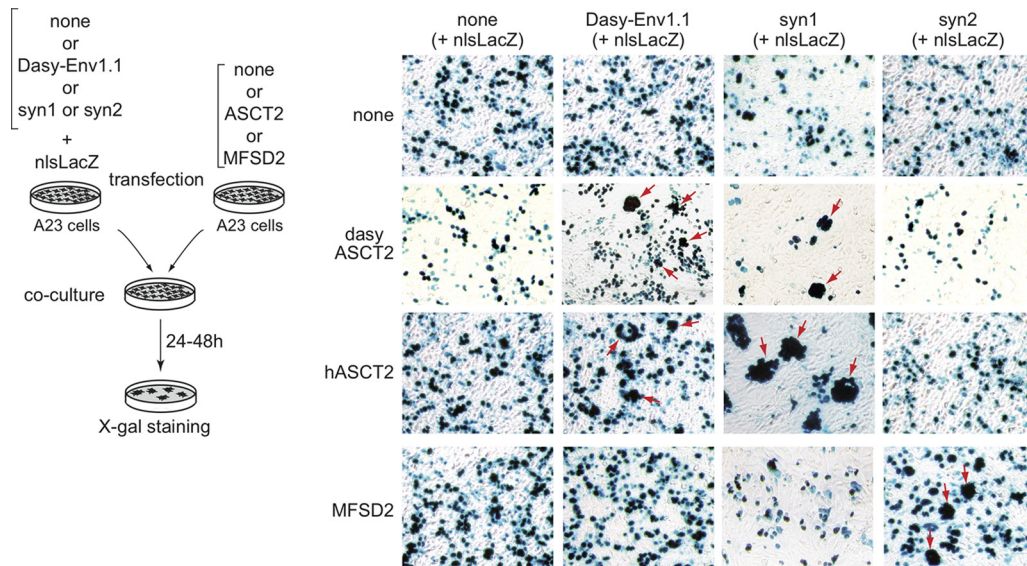 none
or
Dasy-Env1.1
or
syn1 or syn2
+
nlsLacZ
none
or
ASCT2
or
MFSD2
transfection
A23 cells
A23 cells
co-culture
24-48h
X-gal staining
none
(+ nlsLacZ)
Dasy-Env1.1
(+ nlsLacZ)
syn1
(+ nlsLacZ)
syn2
(+ nlsLacZ)
none
dasy
ASCT2
hASCT2
MFSD2